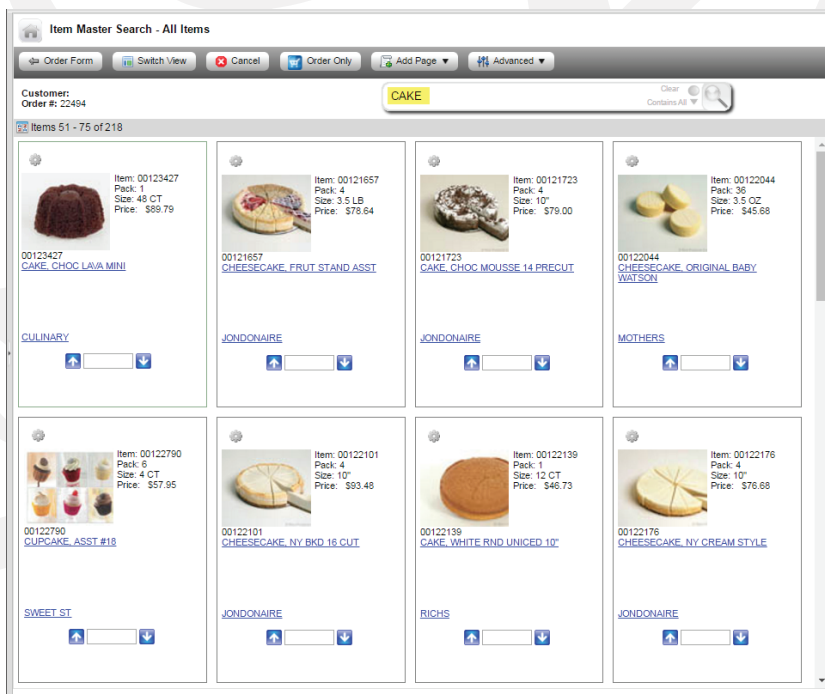 Item Master Search - All Items
Order Form Switch View Cancel Order Only Add Page ▼ Advanced ▼
Customer:
Order #: 22494
CAKE
Clear
Contains All ▼
Items 51 - 75 of 218
Item: 00123427
Pack: 1
Size: 48 CT
Price: $89.79
00123427
CAKE, CHOC LAVA MINI
CULINARY
Item: 00121657
Pack: 4
Size: 3.5 LB
Price: $78.64
00121657
CHEESECAKE, FRUT STAND ASST
JONDONAIRE
Item: 00121723
Pack: 4
Size: 10"
Price: $79.00
00121723
CAKE, CHOC MOUSSE 14 PRECUT
JONDONAIRE
Item: 00122044
Pack: 36
Size: 3.5 OZ
Price: $45.68
00122044
CHEESECAKE, ORIGINAL BABY
WATSON
MOTHERS
Item: 00122790
Pack: 6
Size: 4 CT
Price: $57.95
00122790
CUPCAKE, ASST #18
SWEET ST
Item: 00122101
Pack: 4
Size: 10"
Price: $93.48
00122101
CHEESECAKE, NY BKD 16 CUT
JONDONAIRE
Item: 00122139
Pack: 1
Size: 12 CT
Price: $46.73
00122139
CAKE, WHITE RND UNICED 10"
RICHS
Item: 00122176
Pack: 4
Size: 10"
Price: $76.68
00122176
CHEESECAKE, NY CREAM STYLE
JONDONAIRE